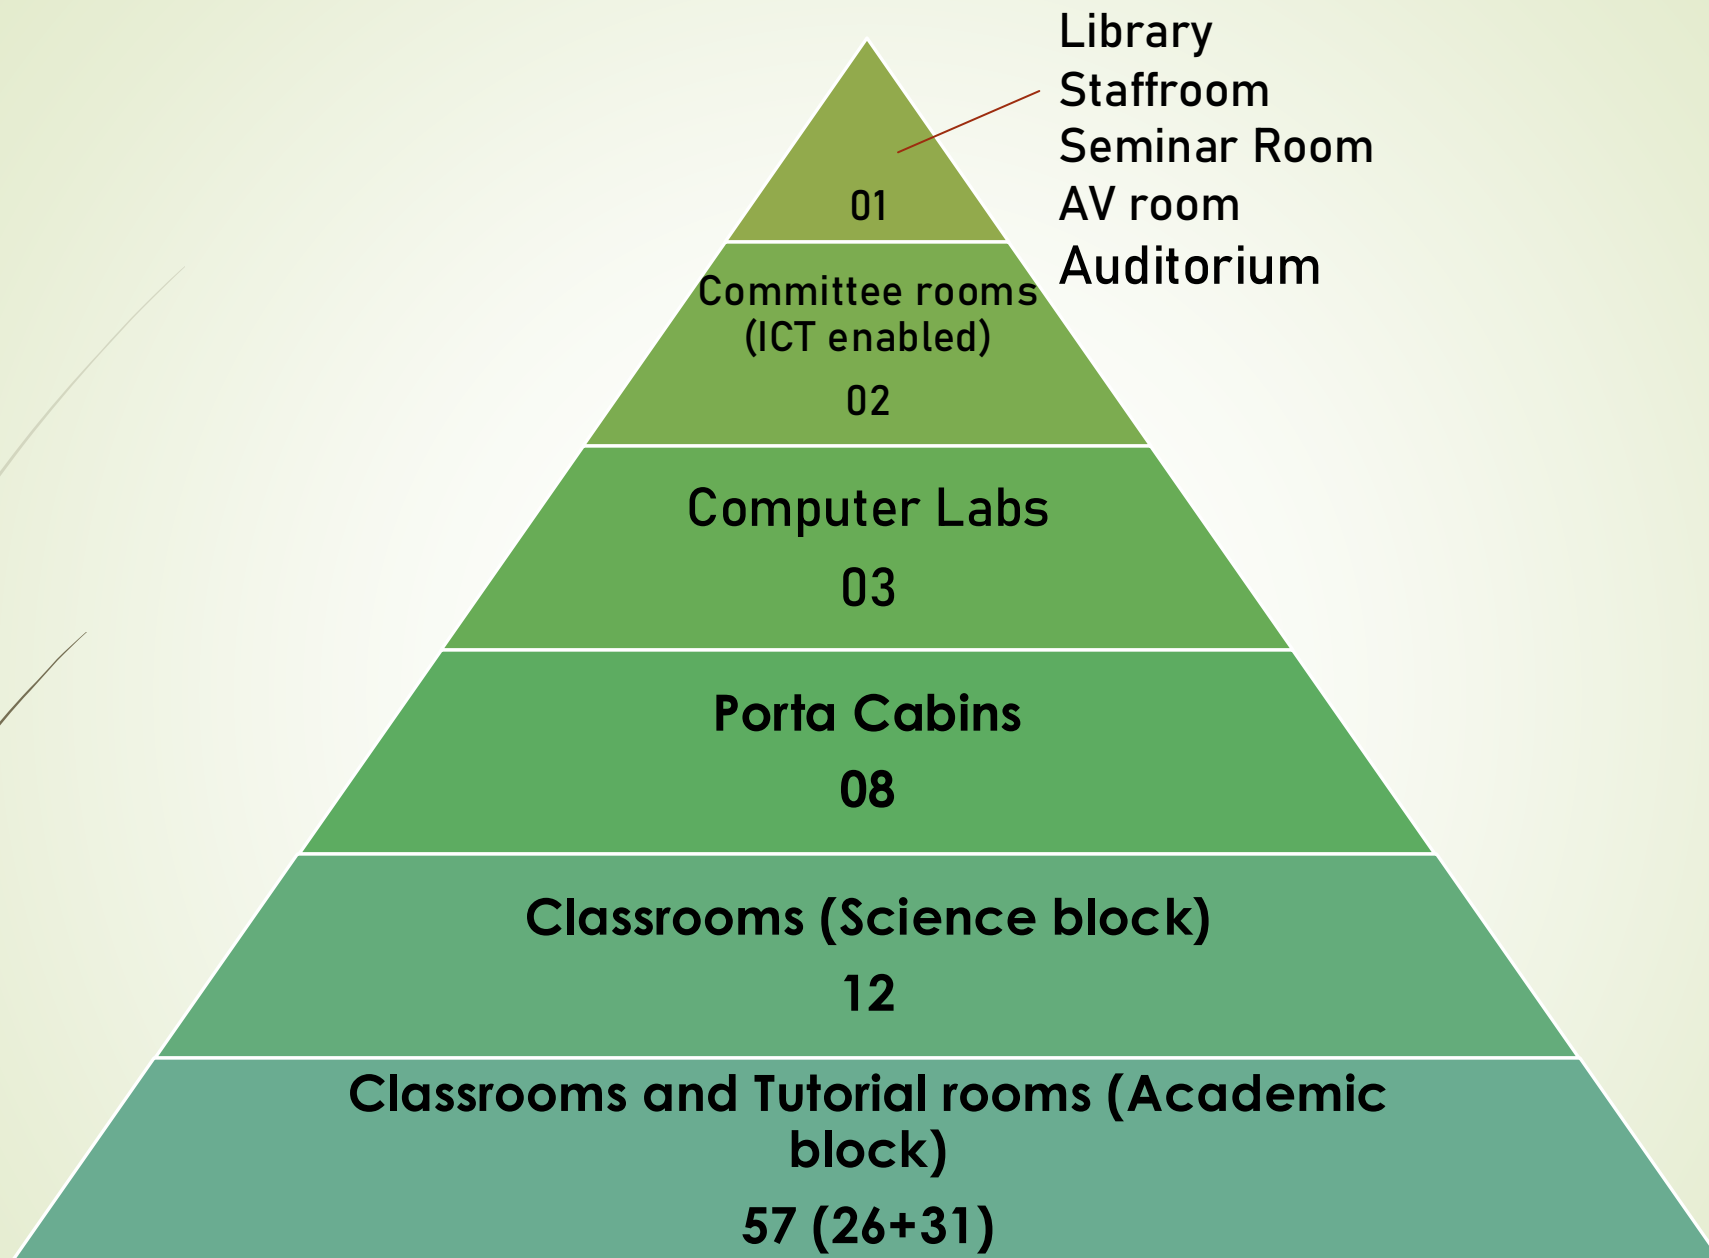 Library
Staffroom
Seminar Room
AV room
Auditorium
01
Committee rooms
(ICT enabled)
02
Computer Labs
03
Porta Cabins
08
Classrooms (Science block)
12
Classrooms and Tutorial rooms (Academic
block)
57 (26+31)